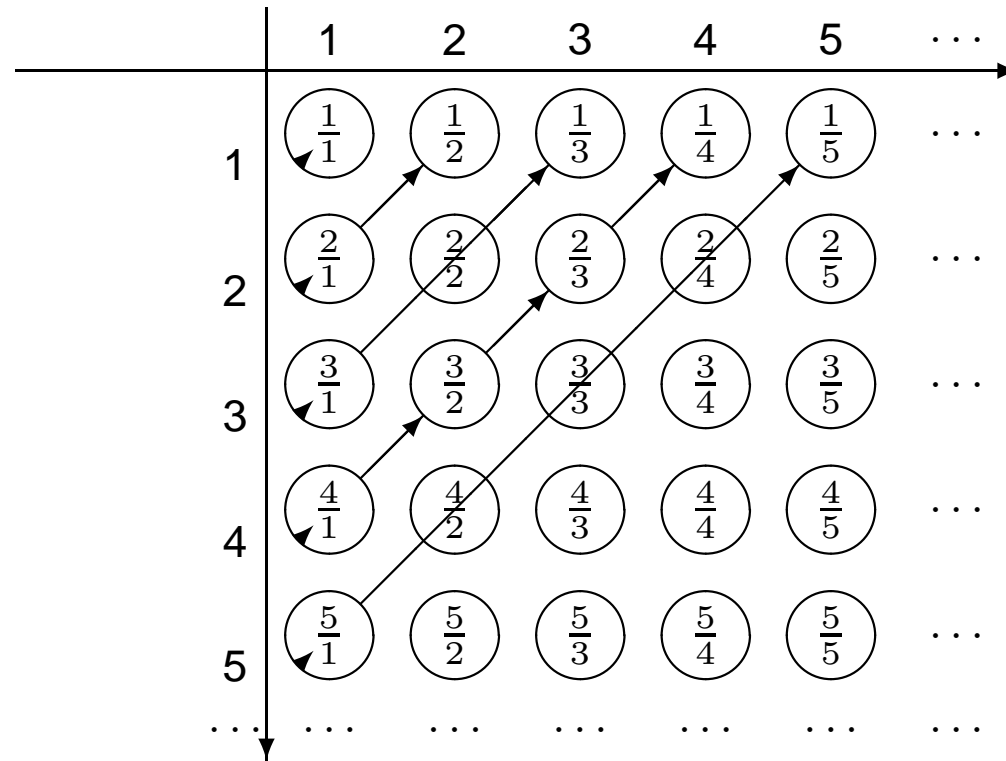 1 2 3 4 5 ...
1 1/1 1/2 1/3 1/4 1/5 ...
2 2/1 2/2 2/3 2/4 2/5 ...
3 3/1 3/2 3/3 3/4 3/5 ...
4 4/1 4/2 4/3 4/4 4/5 ...
5 5/1 5/2 5/3 5/4 5/5 ...
... ... ... ... ... ... ...